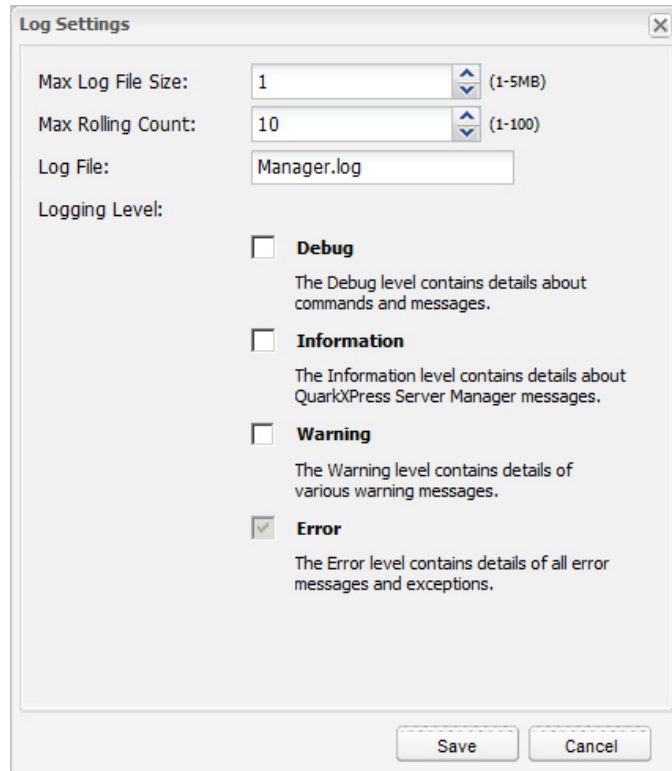 Log Settings
Max Log File Size: 1 (1-5MB)
Max Rolling Count: 10 (1-100)
Log File: Manager.log
Logging Level:
Debug
The Debug level contains details about
commands and messages.
Information
The Information level contains details about
QuarkXPress Server Manager messages.
Warning
The Warning level contains details of
various warning messages.
Error
The Error level contains details of all error
messages and exceptions.
Save Cancel